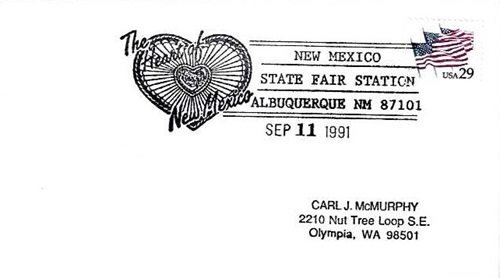 The Heart of
New Mexico
NEW MEXICO
STATE FAIR STATION
ALBUQUERQUE NM 87101
SEP 11 1991
USA 29
CARL J. McMURPHY
2210 Nut Tree Loop S.E.
Olympia, WA 98501